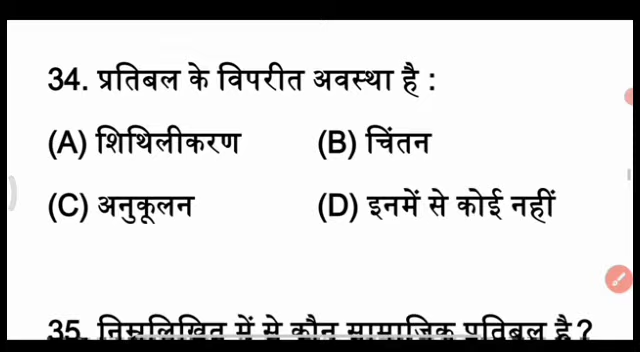 34. प्रतिबल के विपरीत अवस्था है :
(A) शिथिलीकरण (B) चिंतन
(C) अनुकूलन (D) इनमें से कोई नहीं
35. निम्नलिखित में से कौन सामाजिक प्रतिबल है?